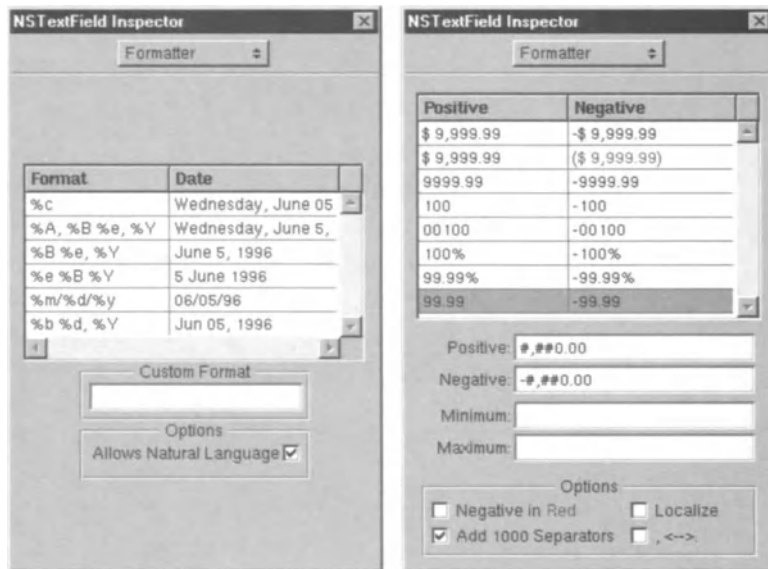 NSTextField Inspector
Formatter
Format Date
%c Wednesday, June 05
%A, %B %e, %Y Wednesday, June 5,
%B %e, %Y June 5, 1996
%e %B %Y 5 June 1996
%m/%d/%y 06/05/96
%b %d, %Y Jun 05, 1996
Custom Format
Options
Allows Natural Language
NSTextField Inspector
Formatter
Positive Negative
$ 9,999.99 -$ 9,999.99
$ 9,999.99 ($ 9,999.99)
9999.99 -9999.99
100 -100
00100 -00100
100% -100%
99.99% -99.99%
99.99 -99.99
Positive: #,##0.00
Negative: -#,##0.00
Minimum:
Maximum:
Options
Negative in Red Localize
Add 1000 Separators , <-->.